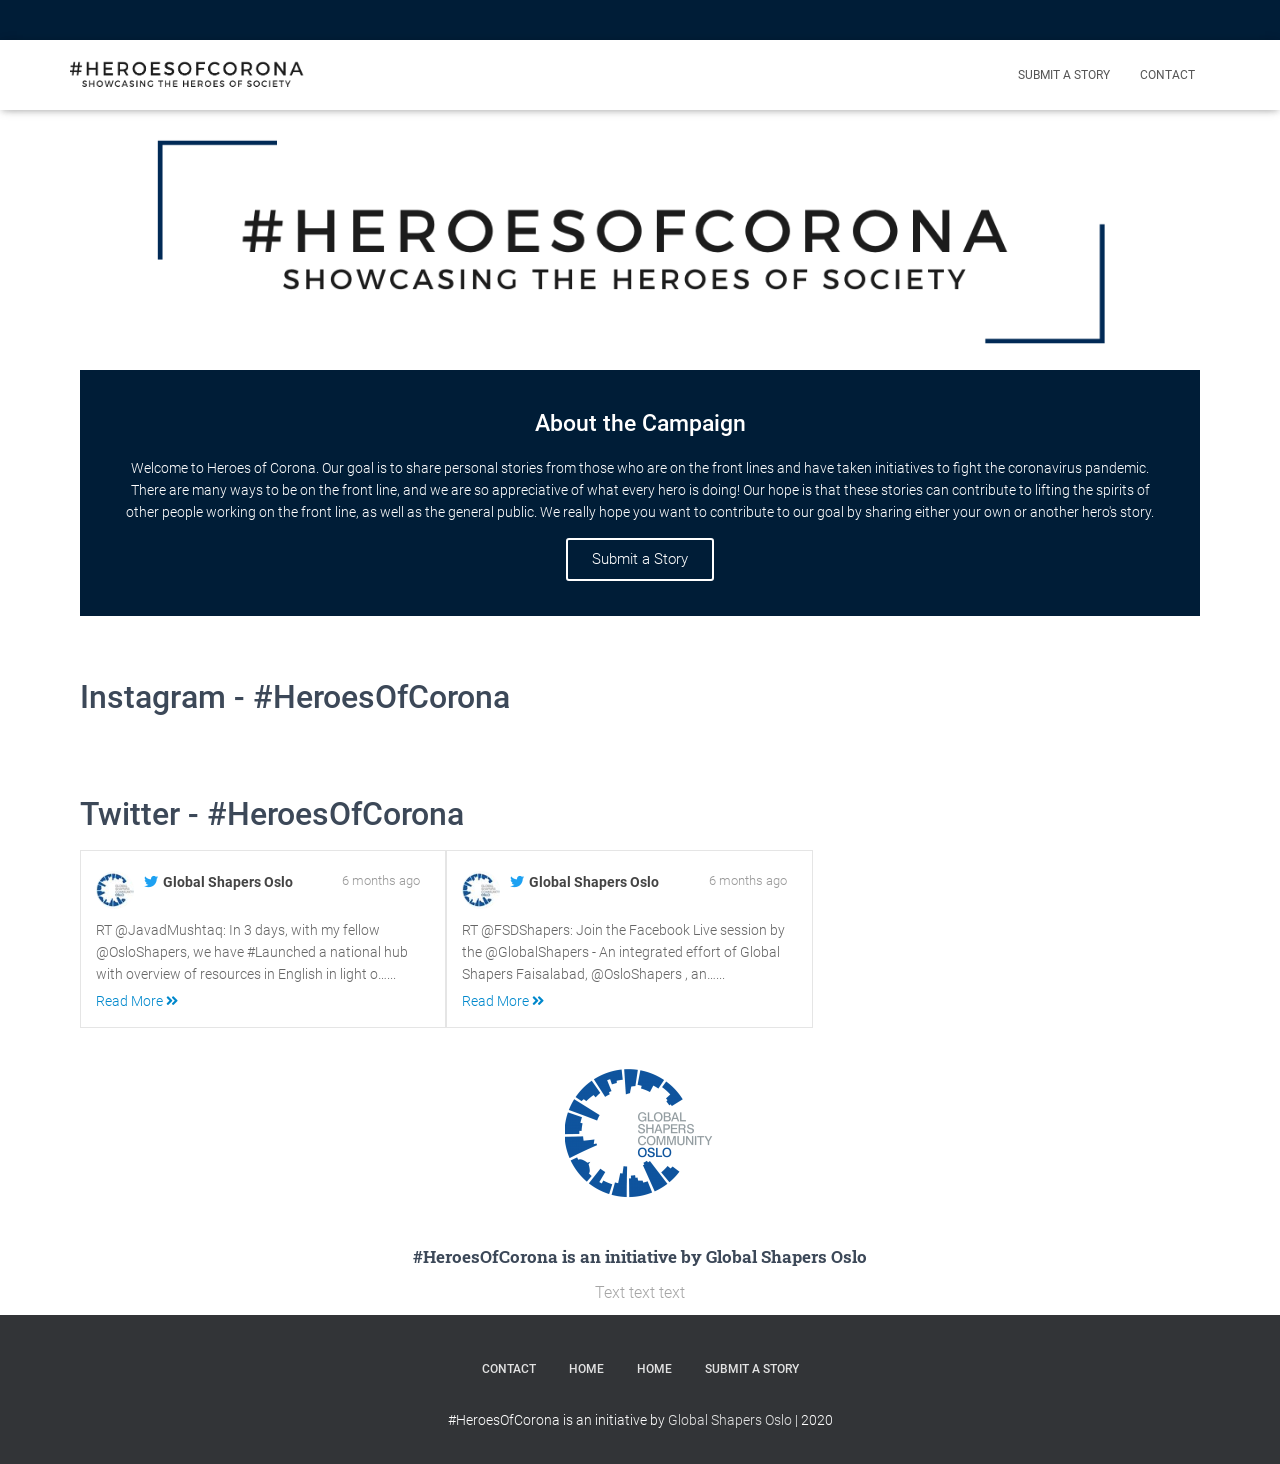 #HEROESOFCORONA
SHOWCASING THE HEROES OF SOCIETY
SUBMIT A STORY
CONTACT
#HEROESOFCORONA
SHOWCASING THE HEROES OF SOCIETY
About the Campaign
Welcome to Heroes of Corona. Our goal is to share personal stories from those who are on the front lines and have taken initiatives to fight the coronavirus pandemic.
There are many ways to be on the front line, and we are so appreciative of what every hero is doing! Our hope is that these stories can contribute to lifting the spirits of
other people working on the front line, as well as the general public. We really hope you want to contribute to our goal by sharing either your own or another hero's story.
Submit a Story
Instagram - #HeroesOfCorona
Twitter - #HeroesOfCorona
Global Shapers Oslo
6 months ago
RT @JavadMushtaq: In 3 days, with my fellow
@OsloShapers, we have #Launched a national hub
with overview of resources in English in light o…...
Read More
Global Shapers Oslo
6 months ago
RT @FSDShapers: Join the Facebook Live session by
the @GlobalShapers - An integrated effort of Global
Shapers Faisalabad, @OsloShapers , an…...
Read More
GLOBAL
SHAPERS
COMMUNITY
OSLO
#HeroesOfCorona is an initiative by Global Shapers Oslo
Text text text
CONTACT
HOME
HOME
SUBMIT A STORY
#HeroesOfCorona is an initiative by Global Shapers Oslo | 2020